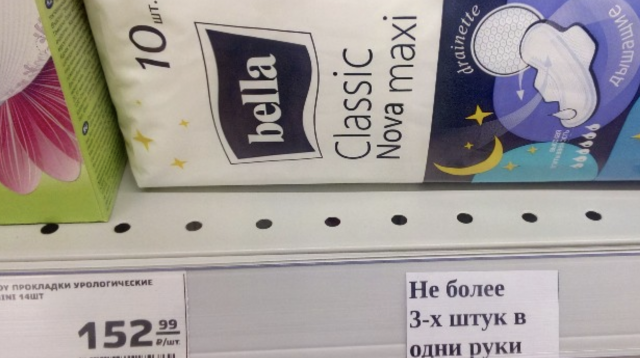 10 шт.
bella
Classic
Nova maxi
drainette
дышащие
ПРОКЛАДКИ УРОЛОГИЧЕСКИЕ
14ШТ
152 99
₽/шт.
Не более
3-х штук в
одни руки